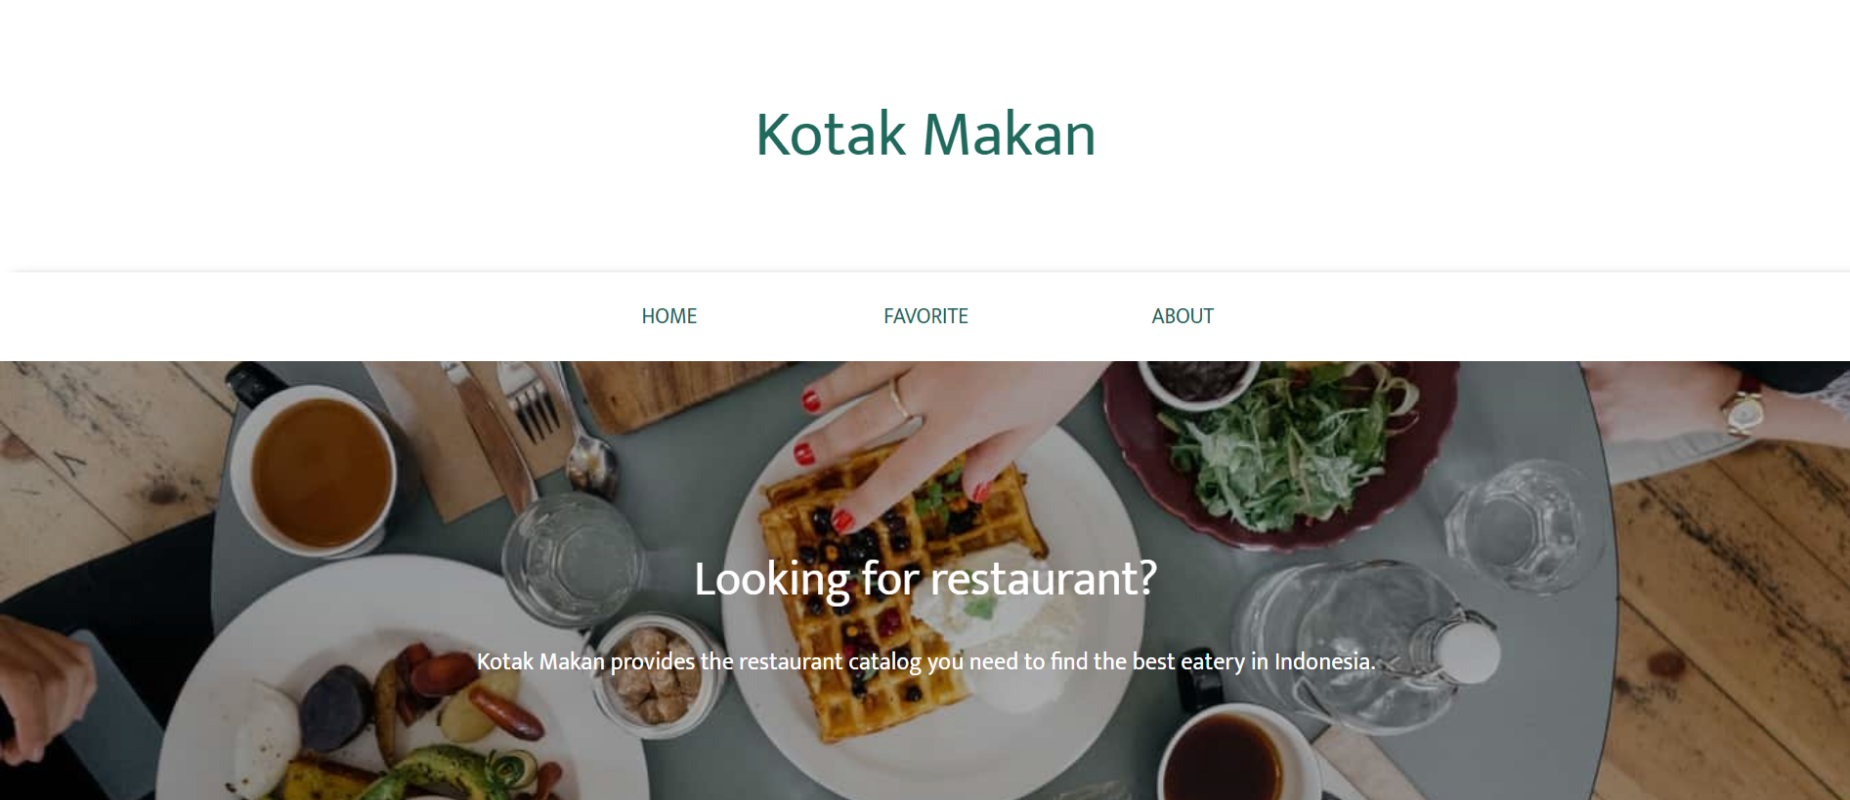 Kotak Makan
HOME FAVORITE ABOUT
Looking for restaurant?
Kotak Makan provides the restaurant catalog you need to find the best eatery in Indonesia.